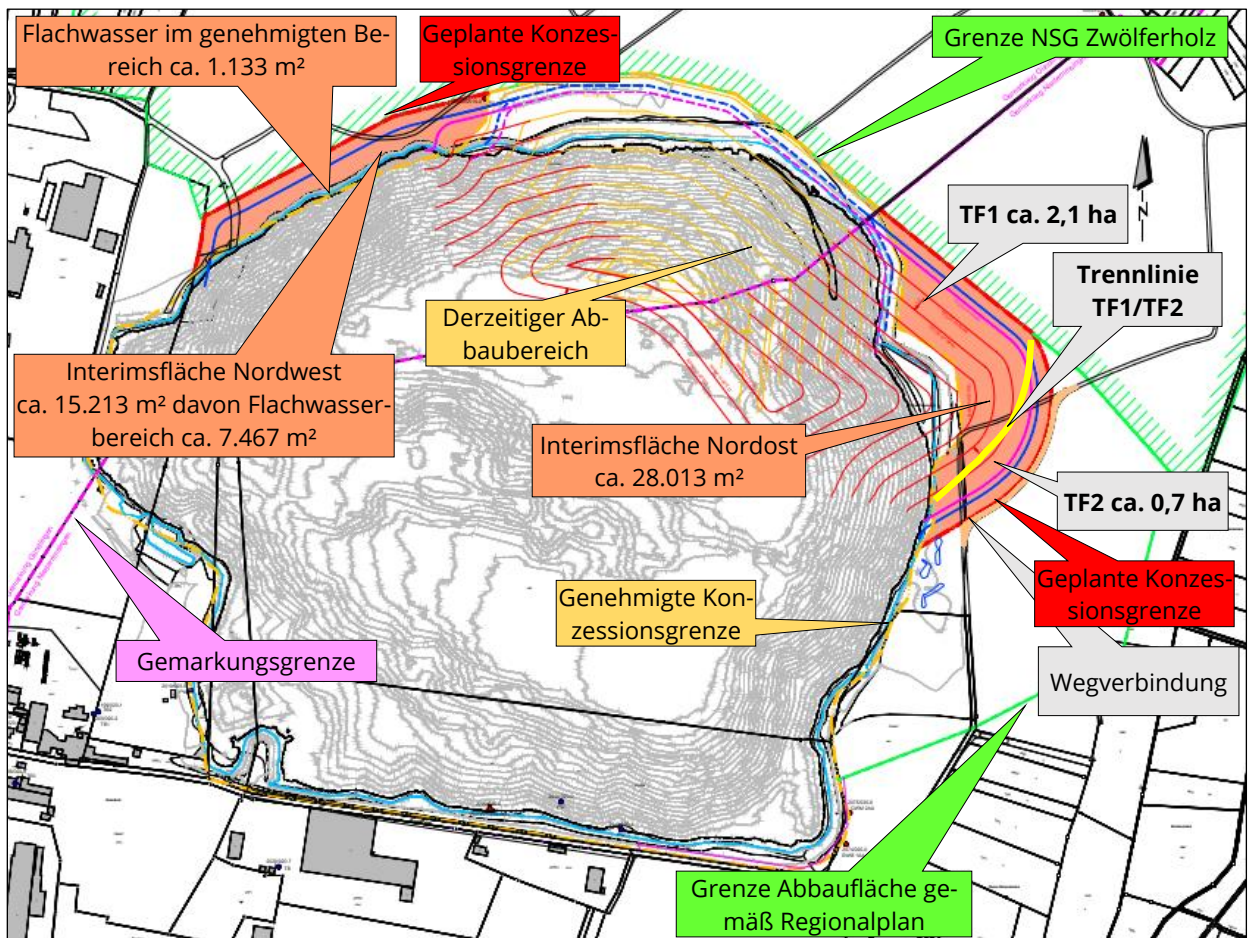 Flachwasser im genehmigten Be-
reich ca. 1.133 m²
Geplante Konzes-
sionsgrenze
Grenze NSG Zwölferholz
TF1 ca. 2,1 ha
N
Trennlinie
TF1/TF2
Derzeitiger Ab-
baubereich
Interimsfläche Nordwest
ca. 15.213 m² davon Flachwasser-
bereich ca. 7.467 m²
Interimsfläche Nordost
ca. 28.013 m²
TF2 ca. 0,7 ha
Geplante Konzes-
sionsgrenze
Genehmigte Kon-
zessionsgrenze
Gemarkungsgrenze
Wegverbindung
Grenze Abbaufläche ge-
mäß Regionalplan